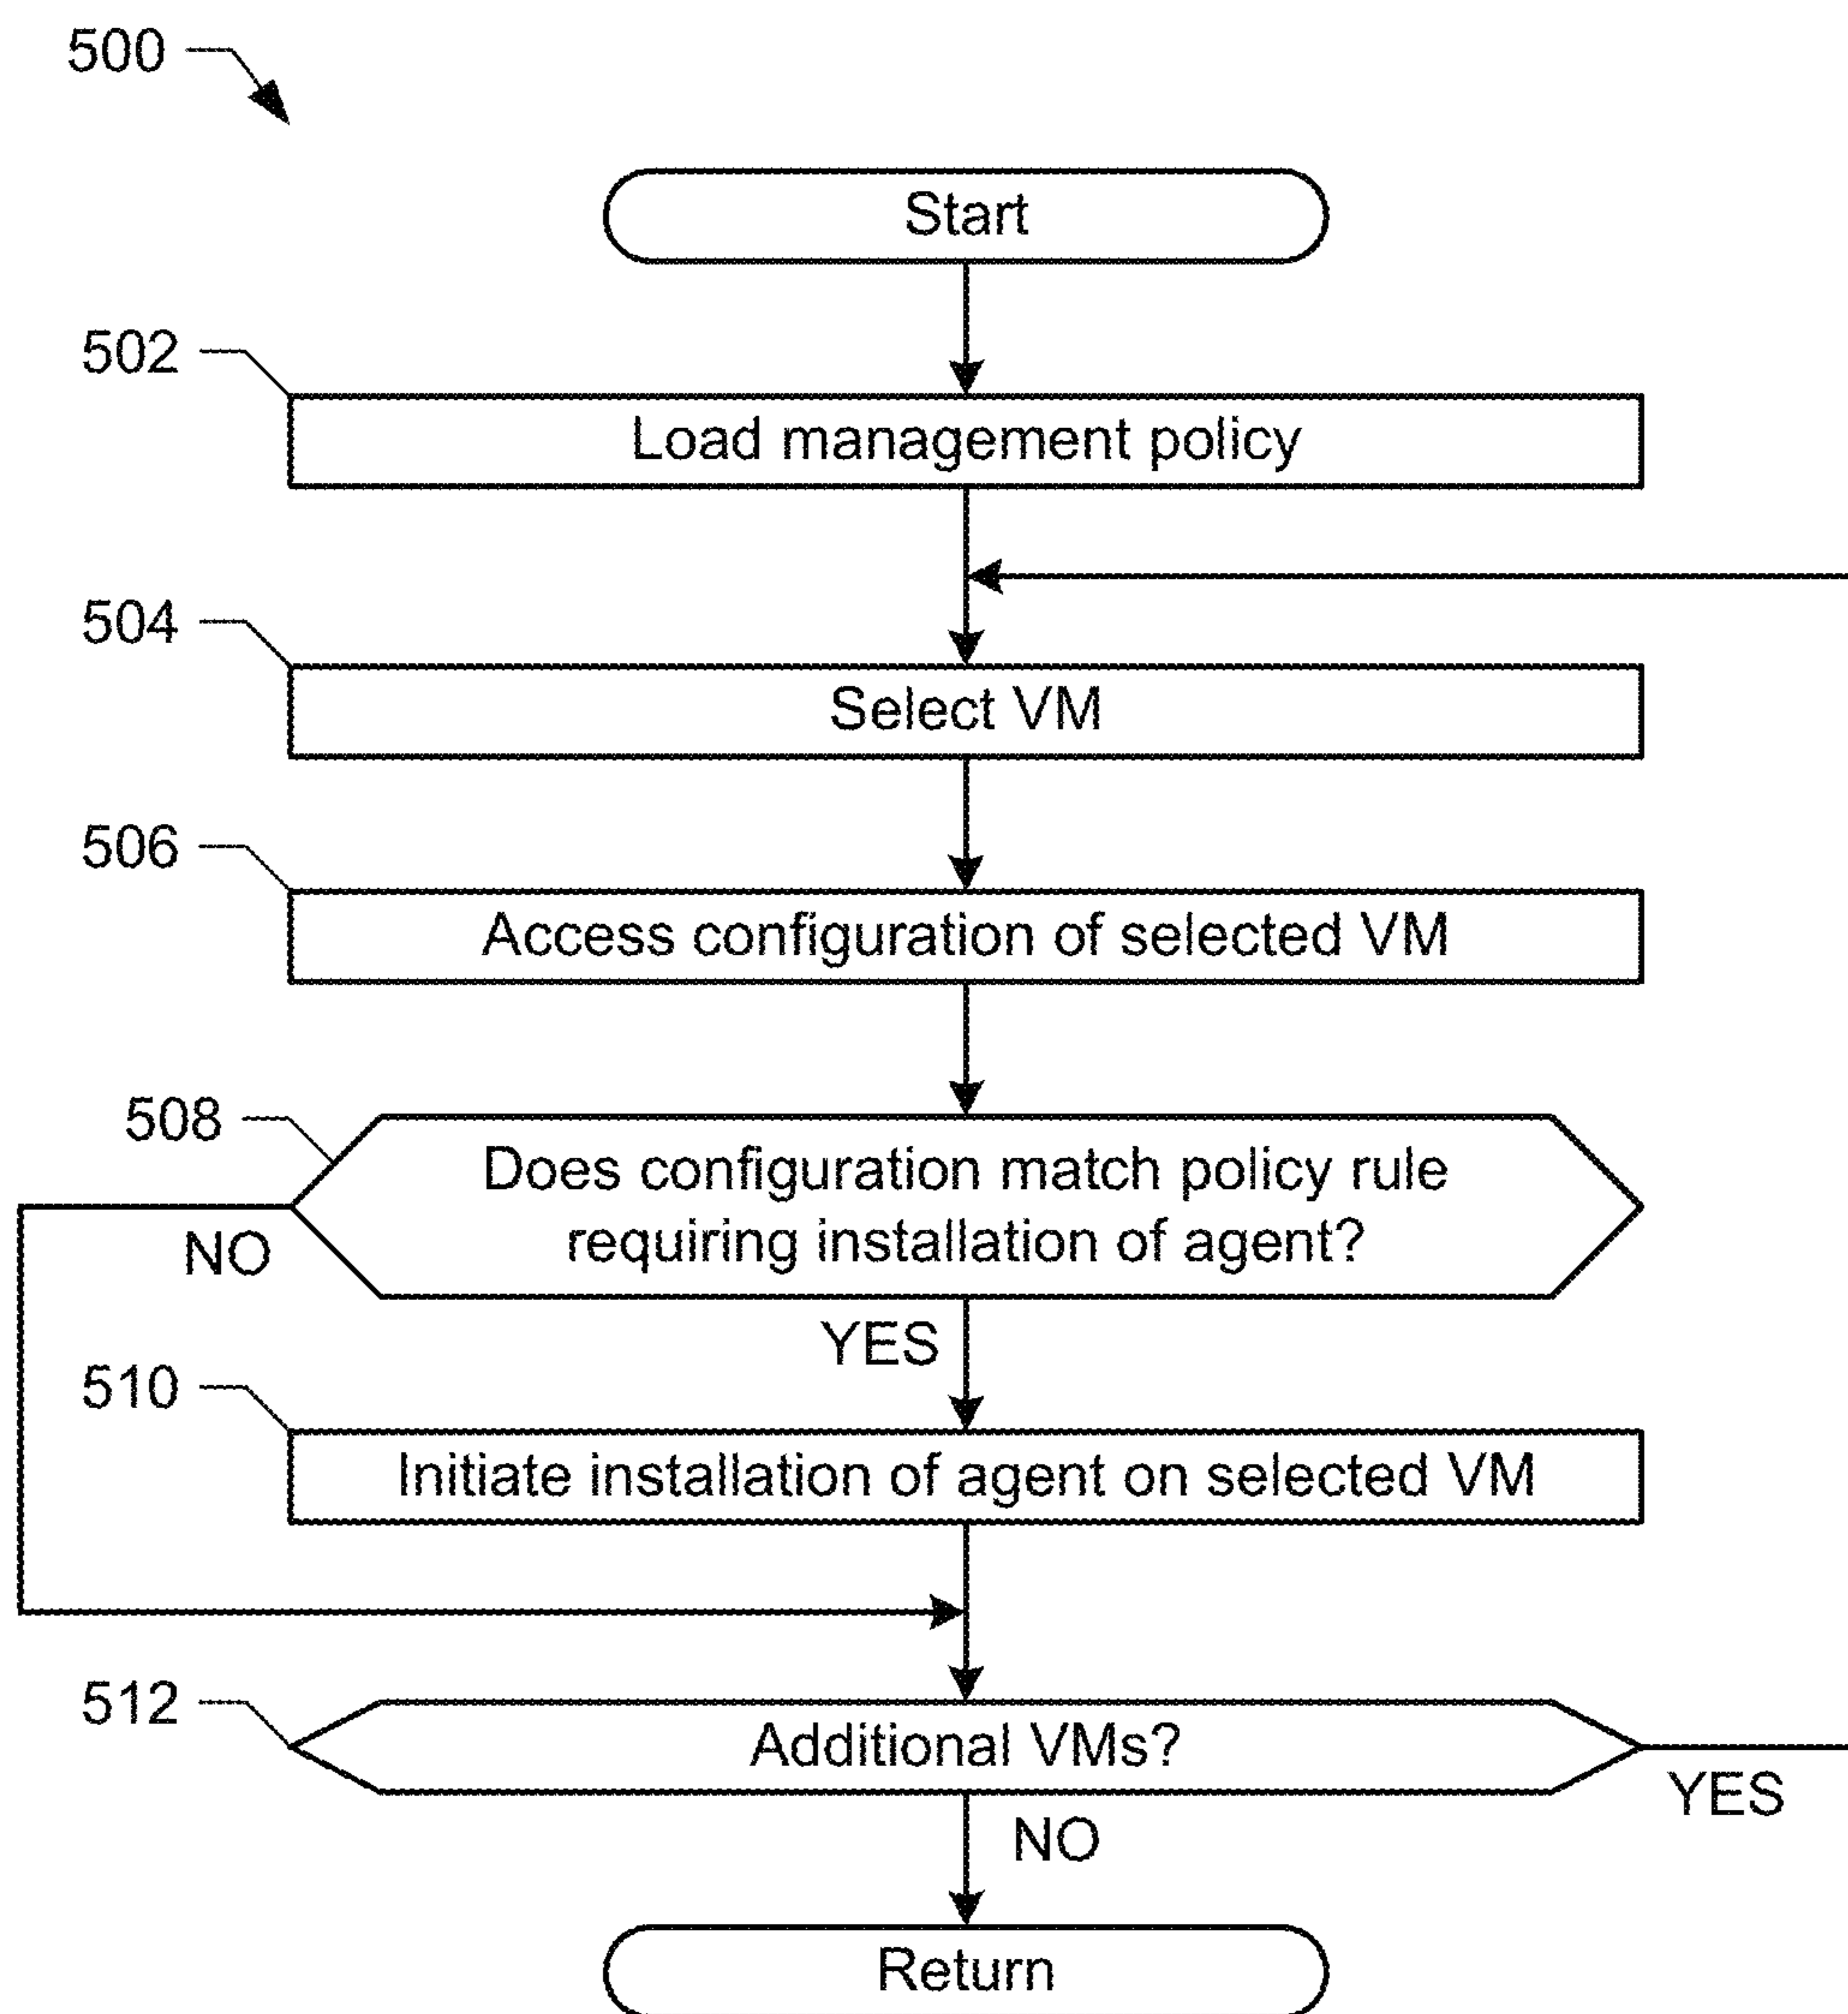 500
Start
502
Load management policy
504
Select VM
506
Access configuration of selected VM
508
Does configuration match policy rule
requiring installation of agent?
NO
YES
510
Initiate installation of agent on selected VM
512
Additional VMs?
YES
NO
Return